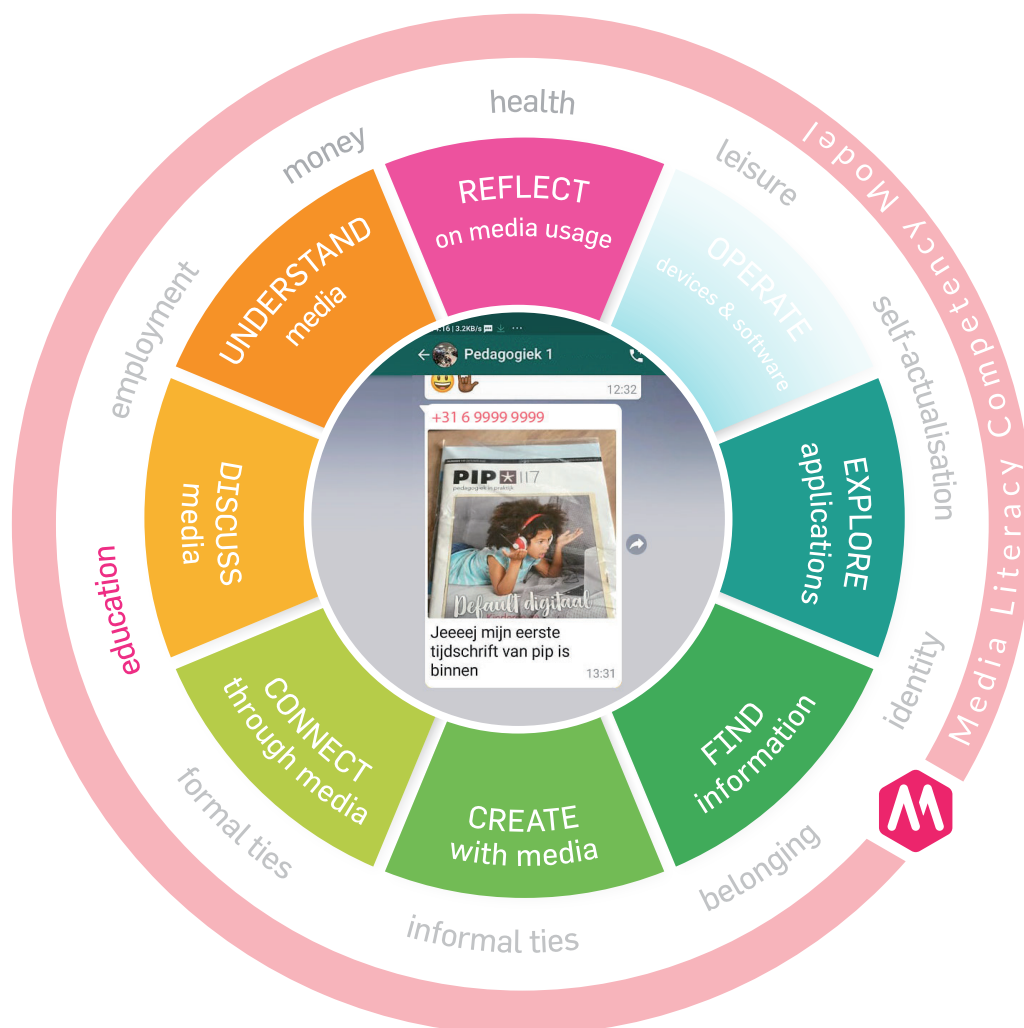 health
leisure
self-actualisation
identity
belonging
informal ties
formal ties
education
employment
money
Media Literacy Competency Model
REFLECT
on media usage
OPERATE
devices & software
EXPLORE
applications
FIND
information
CREATE
with media
CONNECT
through media
DISCUSS
media
UNDERSTAND
media
:16 | 3.2KB/s
Pedagogiek 1
12:32
+31 6 9999 9999
PIP 117
pedagogiek in praktijk
Default digitaal
Jeeeej mijn eerste
tijdschrift van pip is
binnen
13:31